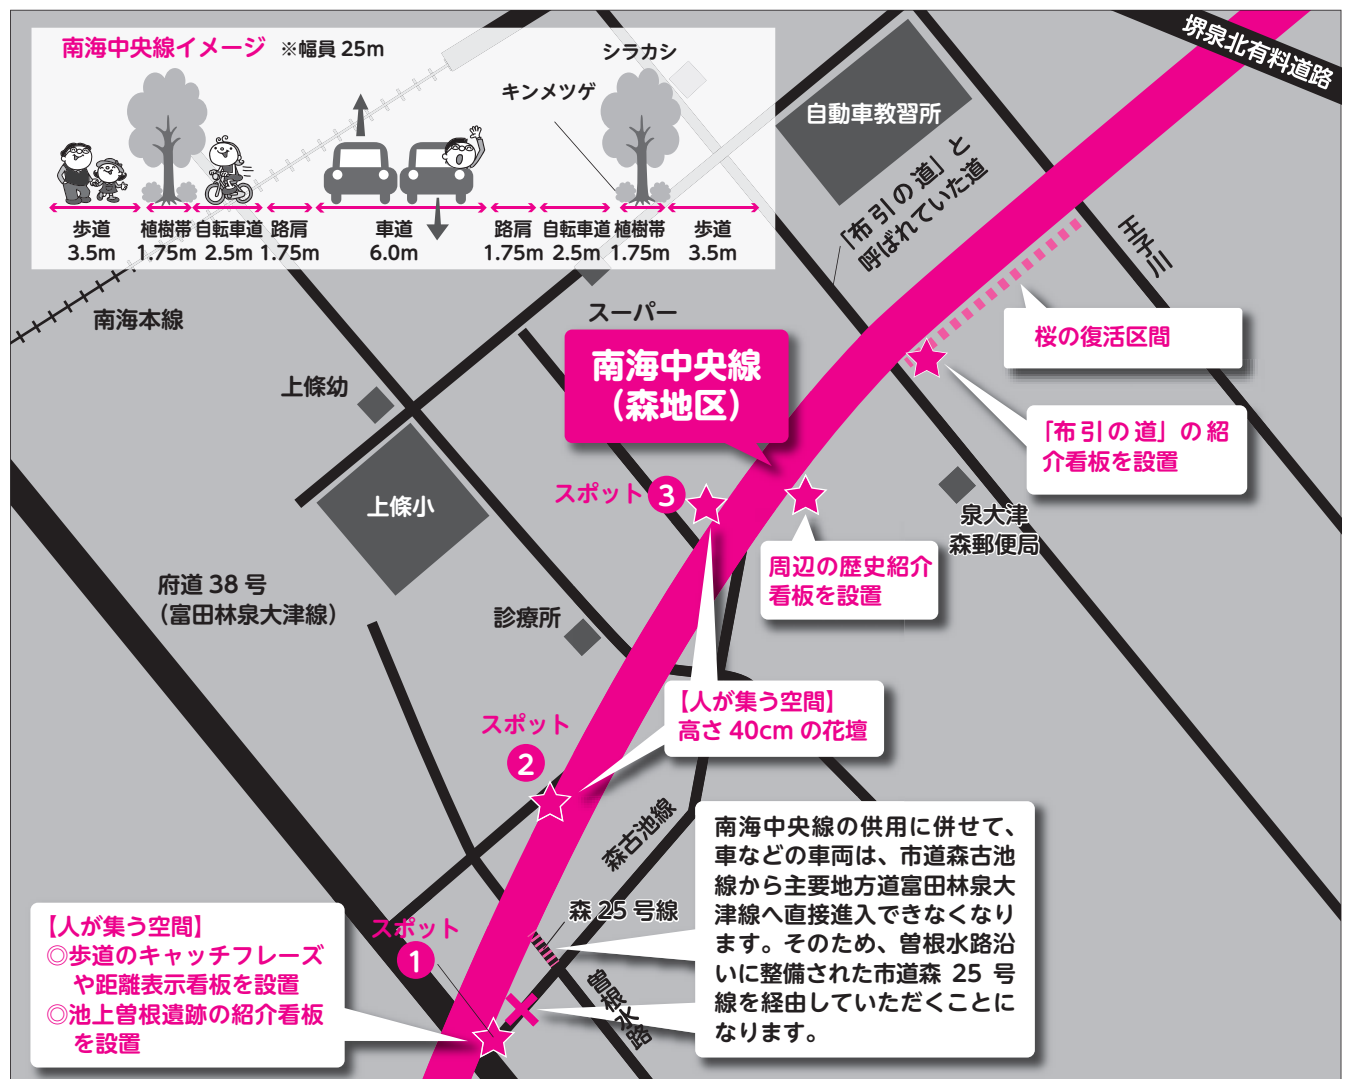 南海中央線イメージ ※幅員 25m
シラカシ
キンメツゲ
歩道 植樹帯 自転車道 路肩 車道 路肩 自転車道 植樹帯 歩道
3.5m 1.75m 2.5m 1.75m 6.0m 1.75m 2.5m 1.75m 3.5m
堺泉北有料道路
自動車教習所
「布引の道」と
呼ばれていた道
王子川
南海本線
スーパー
桜の復活区間
南海中央線
（森地区）
上條幼
「布引の道」の紹
介看板を設置
上條小
スポット 3
泉大津
森郵便局
周辺の歴史紹介
看板を設置
府道 38 号
（富田林泉大津線）
診療所
【人が集う空間】
高さ 40cm の花壇
スポット
2
森古池線
南海中央線の供用に併せて、
車などの車両は、市道森古池
線から主要地方道富田林泉大
津線へ直接進入できなくなり
ます。そのため、曽根水路沿
いに整備された市道森 25 号
線を経由していただくことに
なります。
森 25 号線
スポット
1
【人が集う空間】
◎歩道のキャッチフレーズ
や距離表示看板を設置
◎池上曽根遺跡の紹介看板
を設置
曽根水路